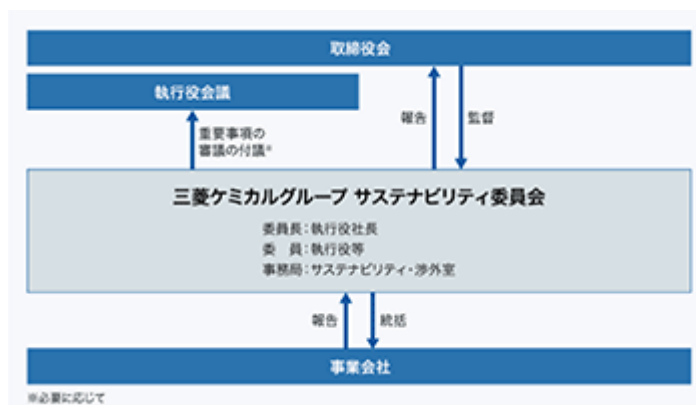 取締役会
執行役会議
重要事項の
審議の付議※
報告
監督
三菱ケミカルグループ サステナビリティ委員会
委員長：執行役社長
委　員：執行役等
事務局：サステナビリティ・渉外室
報告
統括
事業会社
※必要に応じて